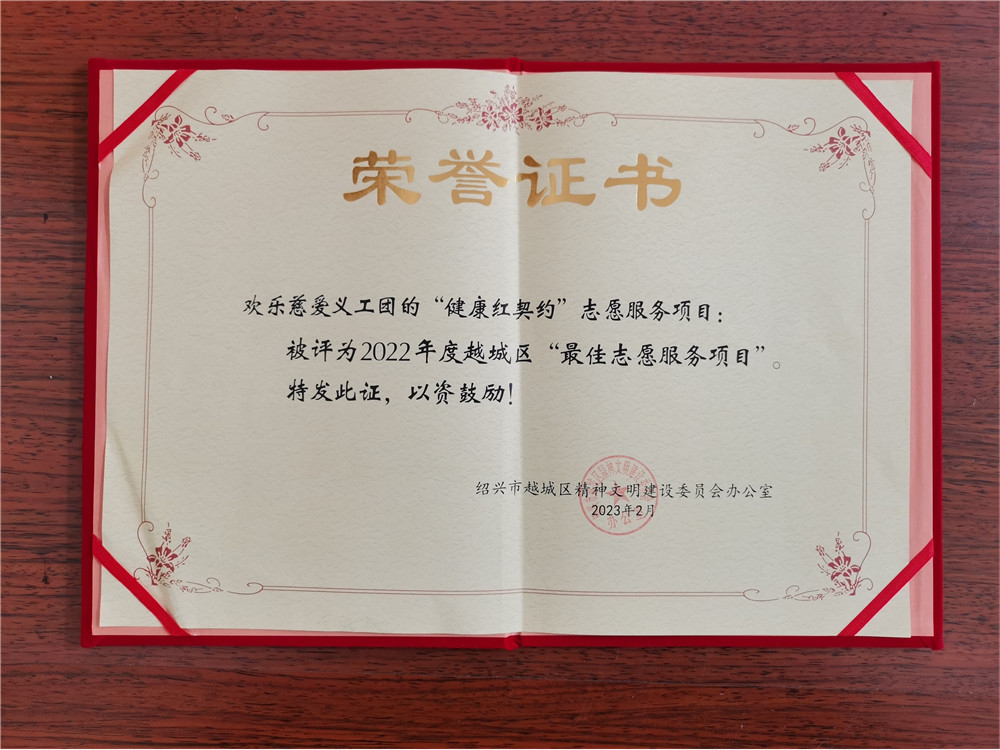 荣誉证书
欢乐慈爱义工团的“健康红契约”志愿服务项目：
被评为2022年度越城区“最佳志愿服务项目”。
特发此证，以资鼓励！
绍兴市越城区精神文明建设委员会办公室
2023年2月
办公室